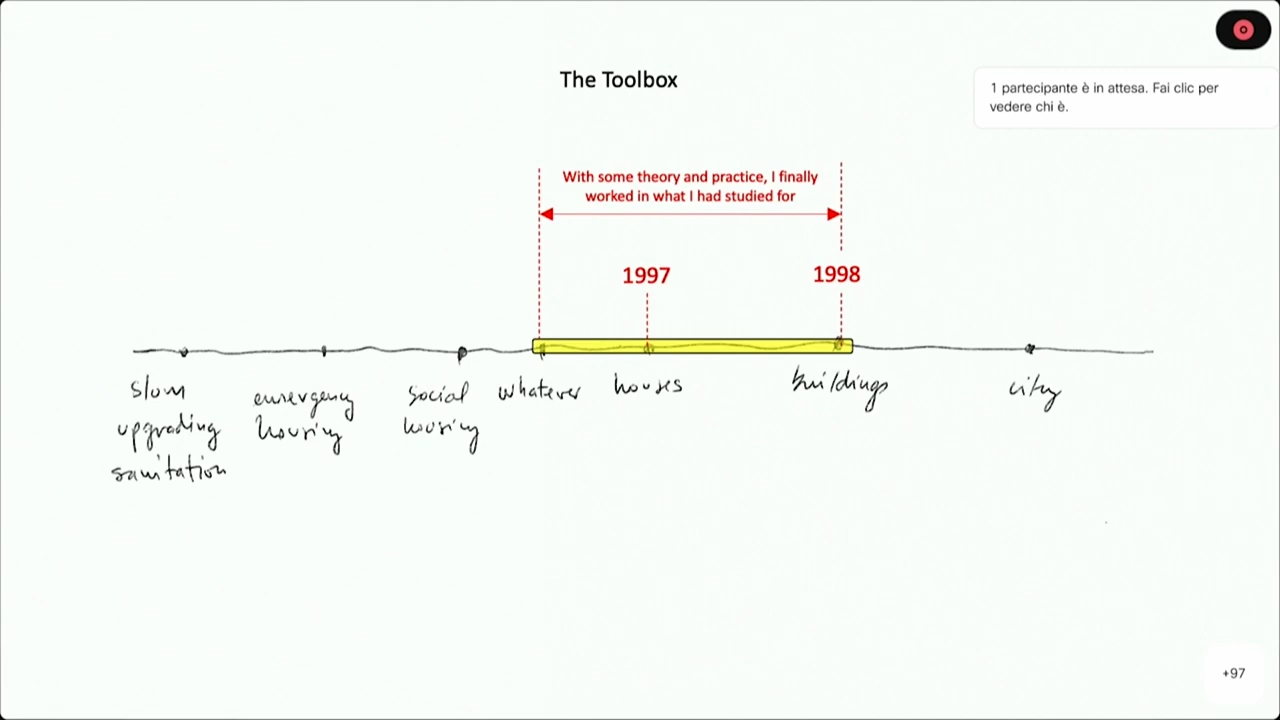 The Toolbox
1 partecipante è in attesa. Fai clic per
vedere chi è.
With some theory and practice, I finally
worked in what I had studied for
1997
1998
slum
upgrading
sanitation
emergency
housing
social
housing
whatever
houses
buildings
city
+97